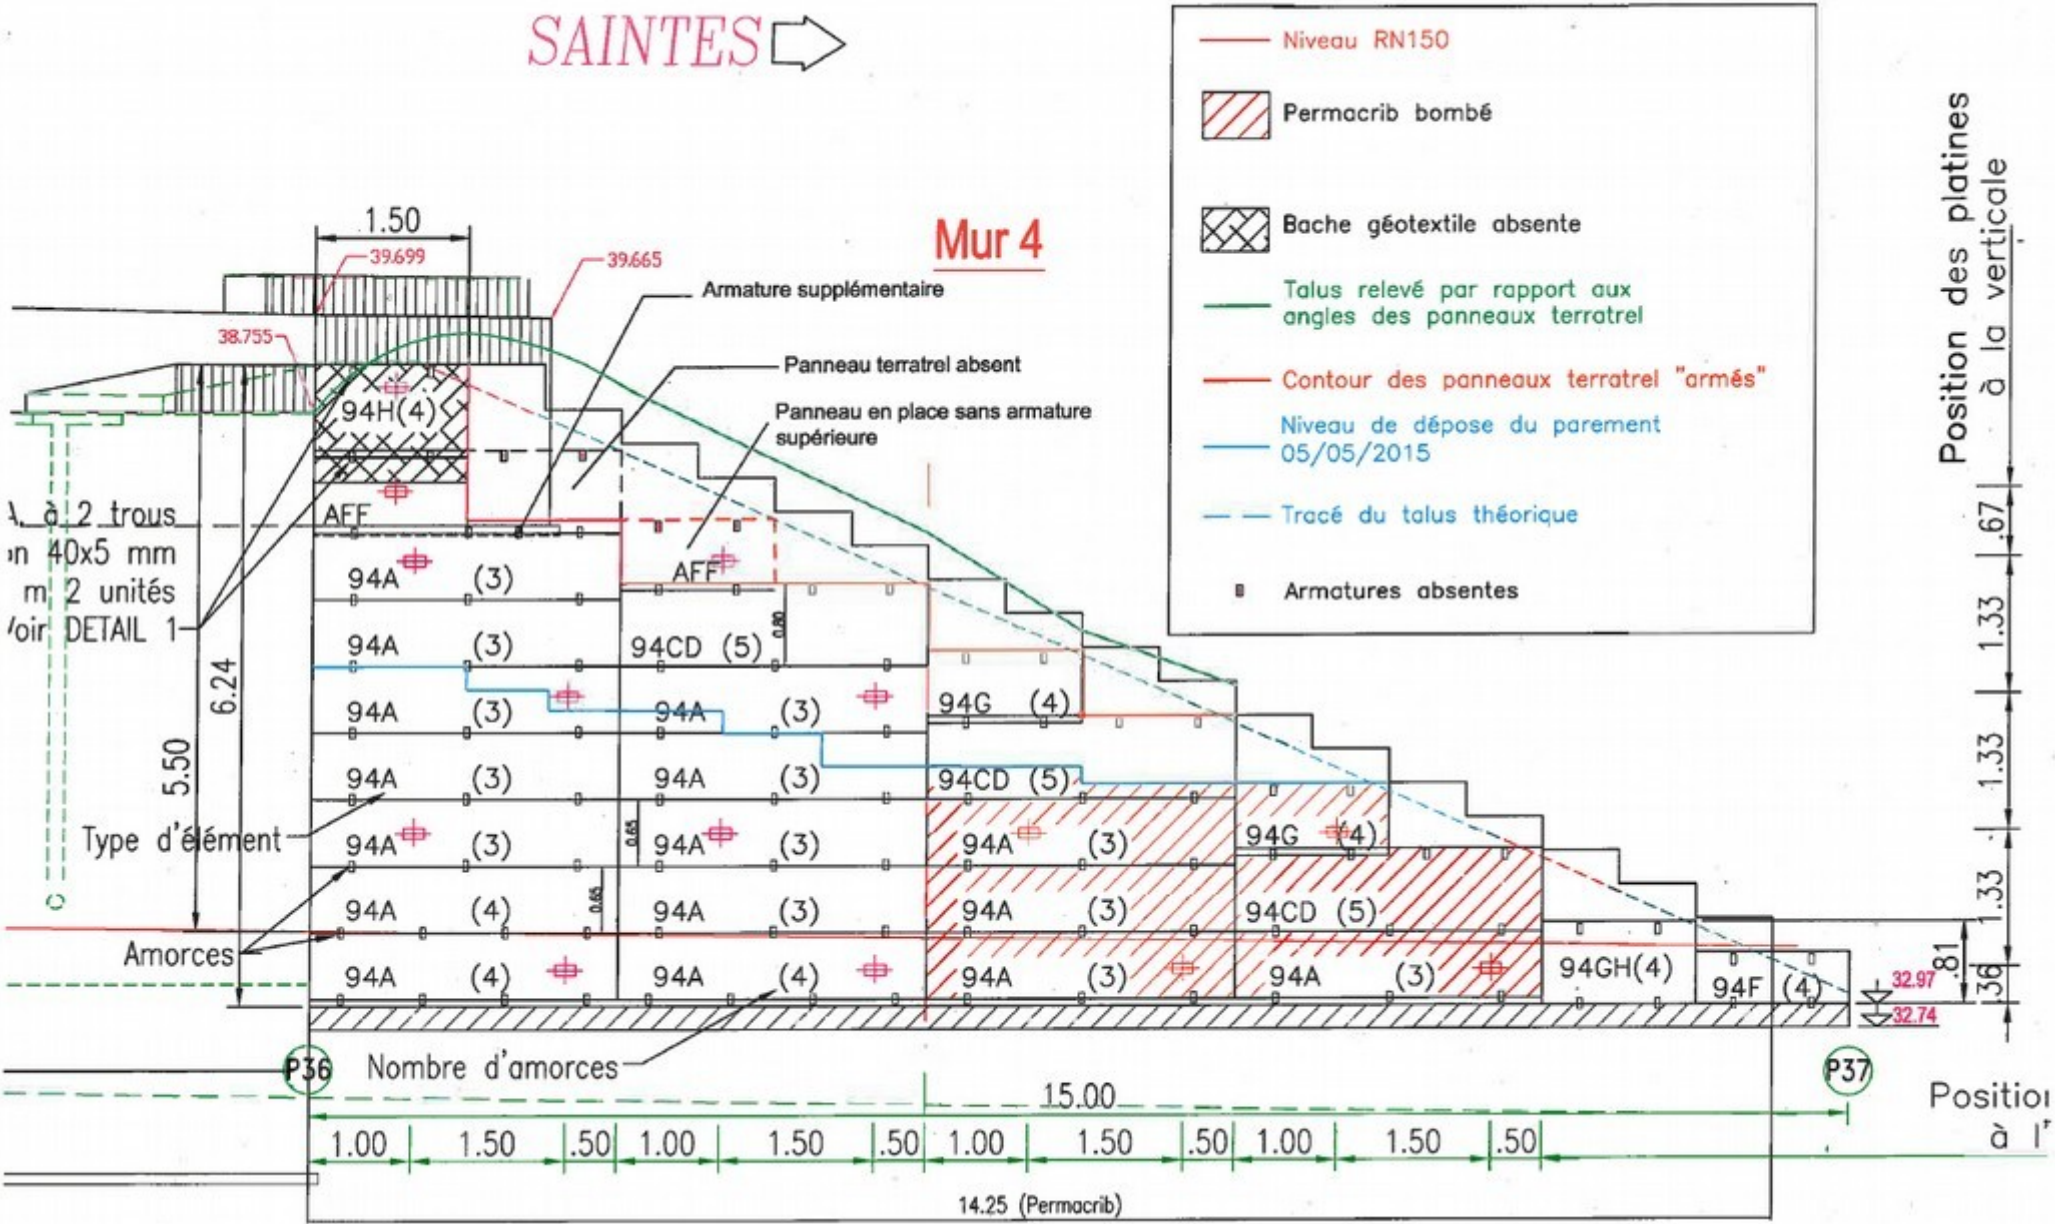 SAINTES
Niveau RN150
Permacrib bombé
Bache géotextile absente
Talus relevé par rapport aux
angles des panneaux terratrel
Contour des panneaux terratrel "armés"
Niveau de dépose du parement
05/05/2015
Tracé du talus théorique
Armatures absentes
Position des platines
à la verticale
Mur 4
1.50
39.699
39.665
38.755
Armature supplémentaire
Panneau terratrel absent
Panneau en place sans armature
supérieure
94H(4)
AFF
à 2 trous
40x5 mm
m 2 unités
DETAIL 1
AFF
94A (3)
94A (3)
94CD (5)
0.80
94A (3)
94A (3)
94G (4)
94A (3)
94A (3)
94CD (5)
94A (3)
0.65
94A (3)
94A (3)
94G (4)
94A (4)
0.65
94A (3)
94A (3)
94CD (5)
94A (4)
94A (4)
94A (3)
94A (3)
94GH(4)
94F (4)
6.24
5.50
Type d'élément
Amorces
Nombre d'amorces
.67
1.33
1.33
1.33
.36
.81
32.97
32.74
P36
P37
15.00
1.00 1.50 .50 1.00 1.50 .50 1.00 1.50 .50 1.00 1.50 .50
14.25 (Permacrib)
à